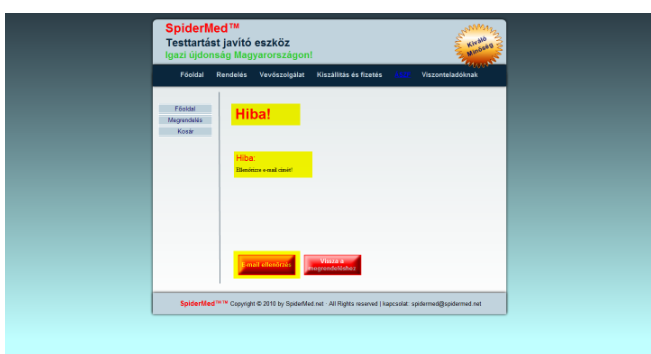 SpiderMed™
Testtartást javító eszköz
Igazi újdonság Magyarországon!
Kiváló
Minőség
Főoldal Rendelés Vevőszolgálat Kiszállítás és fizetés Viszonteladóknak
Főoldal
Megrendelés
Kosár
Hiba!
Hiba:
Ellenőrizze e-mail címét!
E-mail ellenőrzés
Vissza a
megrendeléshez
SpiderMed™™ Copyright © 2010 by SpiderMed.net - All Rights reserved | kapcsolat: spidermed@spidermed.net